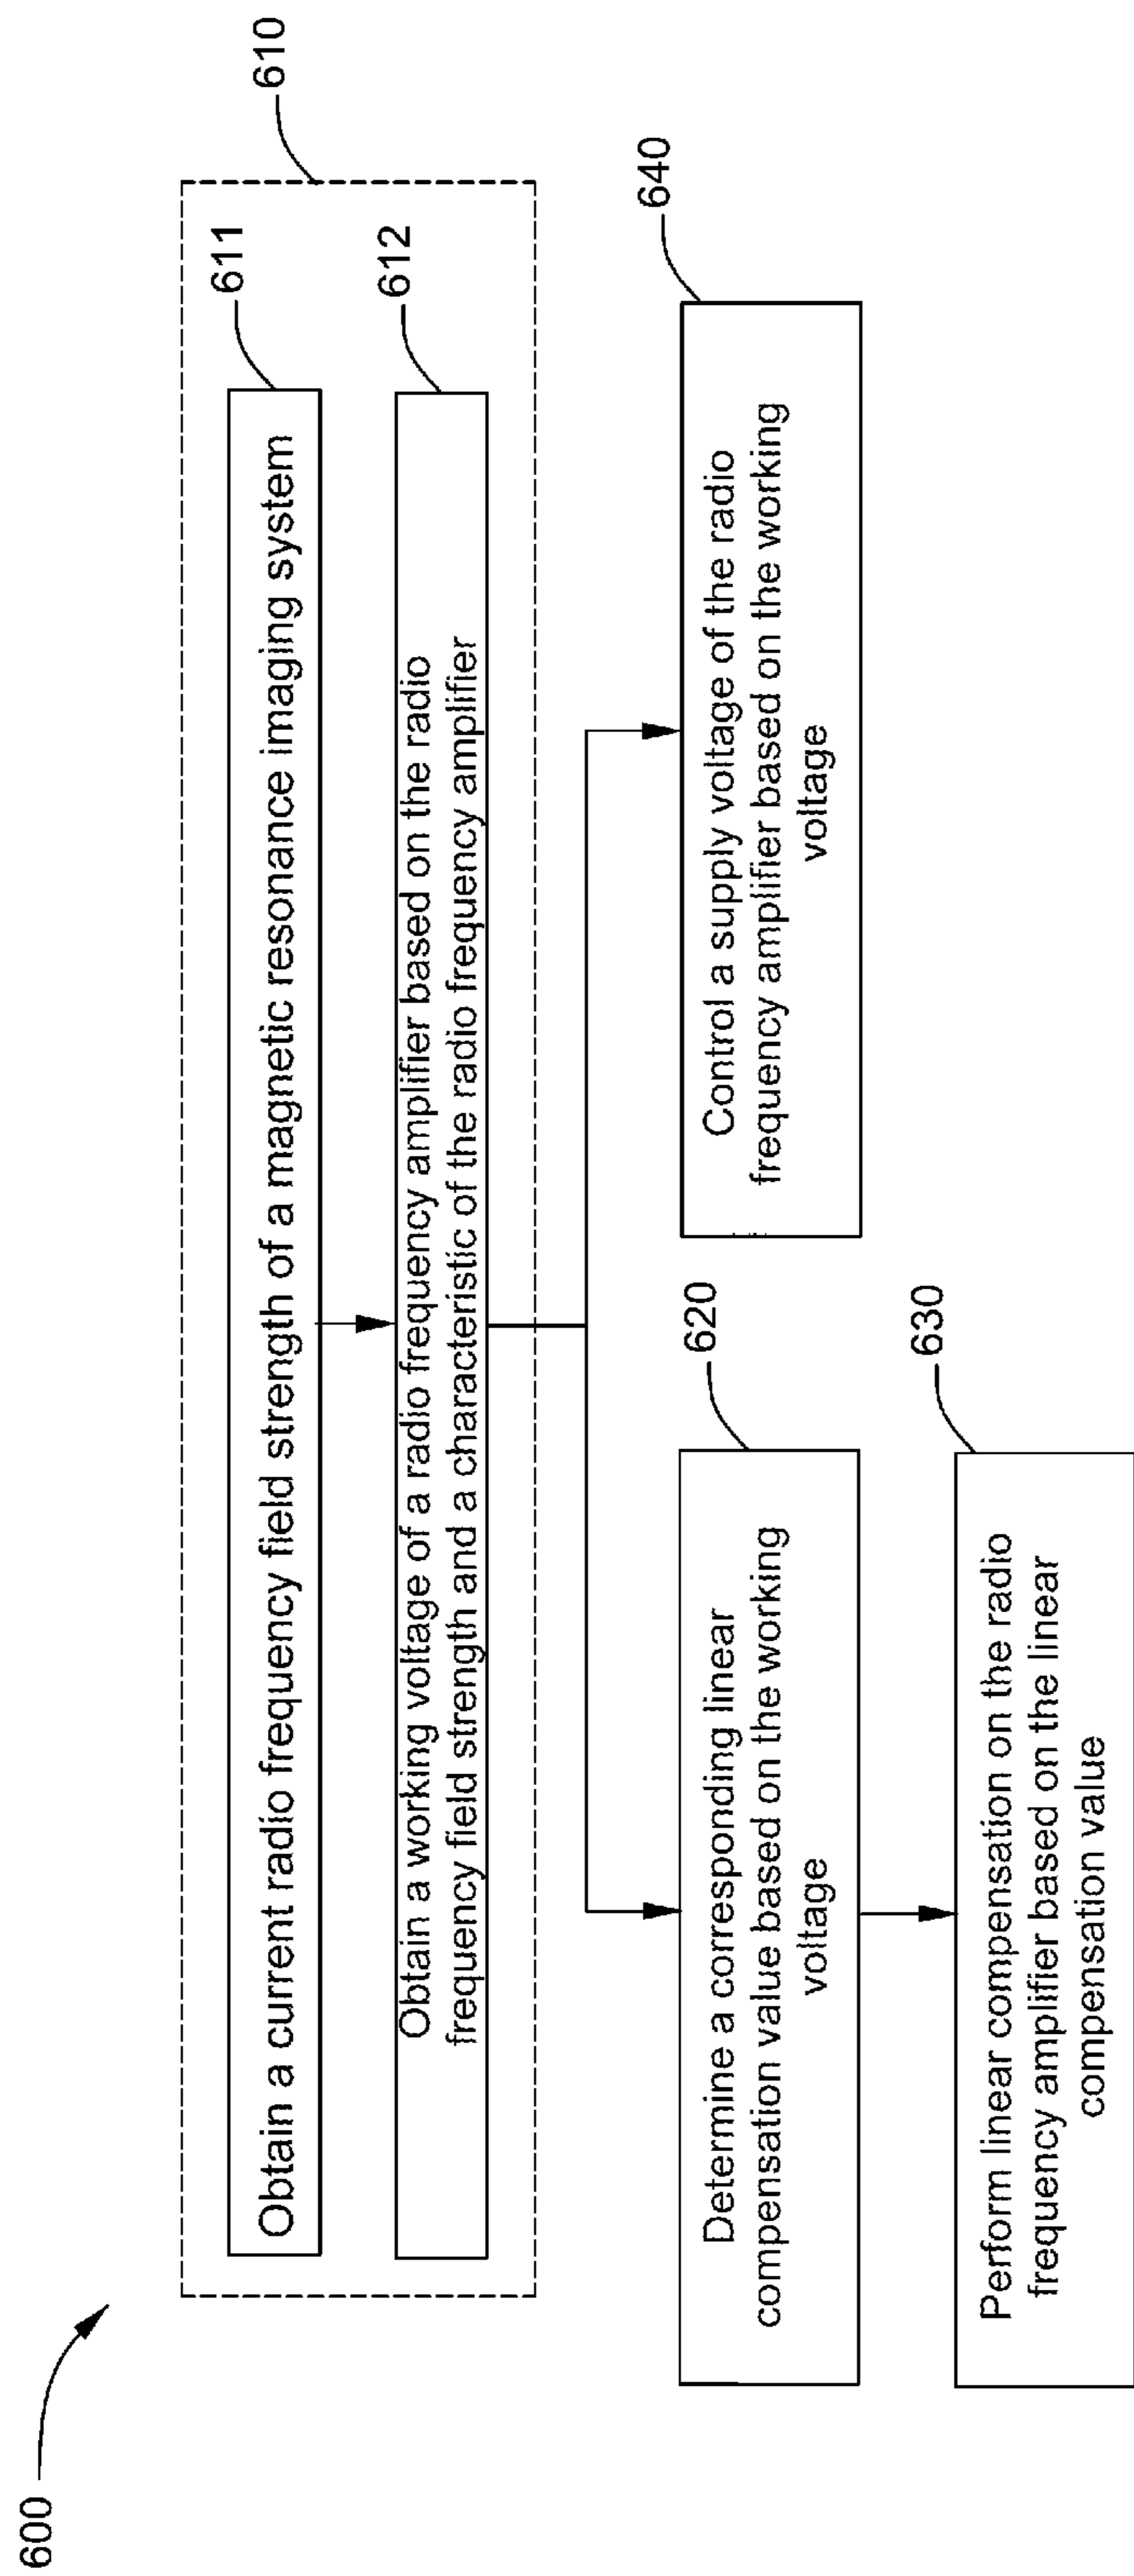 600
610
611
Obtain a current radio frequency field strength of a magnetic resonance imaging system
612
Obtain a working voltage of a radio frequency amplifier based on the radio
frequency field strength and a characteristic of the radio frequency amplifier
620
Determine a corresponding linear
compensation value based on the working
voltage
640
Control a supply voltage of the radio
frequency amplifier based on the working
voltage
630
Perform linear compensation on the radio
frequency amplifier based on the linear
compensation value